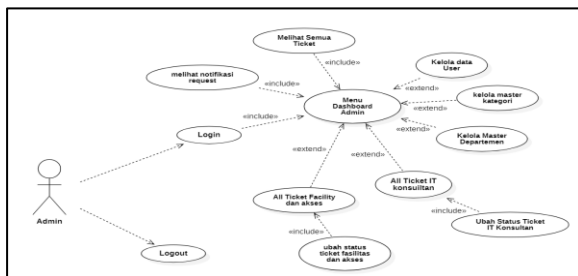 Melihat Semua
Ticket
«include»
melihat notifikasi
request
«include»
Kelola data
User
«extend»
Menu
Dashboard
Admin
kelola master
kategori
«extend»
Login
«include»
Kelola Master
Departemen
«extend»
«extend»
«extend»
Admin
All Ticket Facility
dan akses
All Ticket IT
konsultan
«include»
Ubah Status Ticket
IT Konsultan
«include»
ubah status
ticket fasilitas
dan akses
Logout